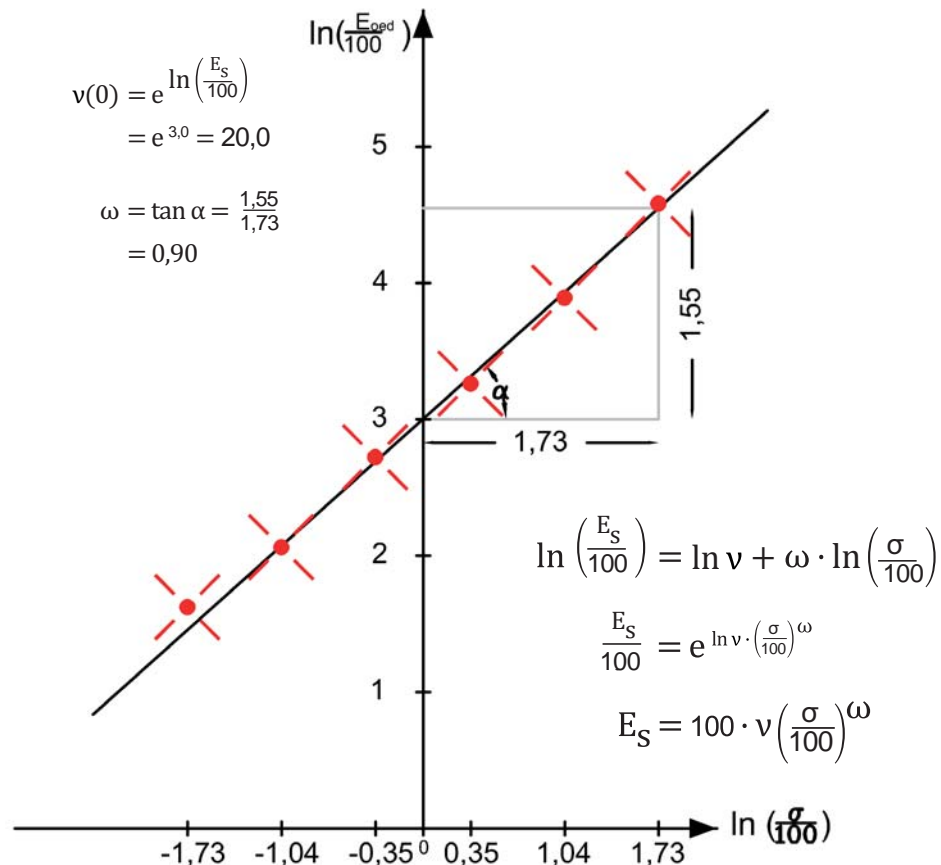 ln(E_oed/100)
ν(0) = e^ln(E_S/100)
= e^3,0 = 20,0
ω = tan α = 1,55/1,73
= 0,90
5
4
3
2
1
α
1,55
1,73
ln (E_S/100) = ln ν + ω · ln(σ/100)
E_S/100 = e^ln ν · (σ/100)^ω
E_S = 100 · ν(σ/100)^ω
-1,73 -1,04 -0,35 0 0,35 1,04 1,73
ln (σ/100)